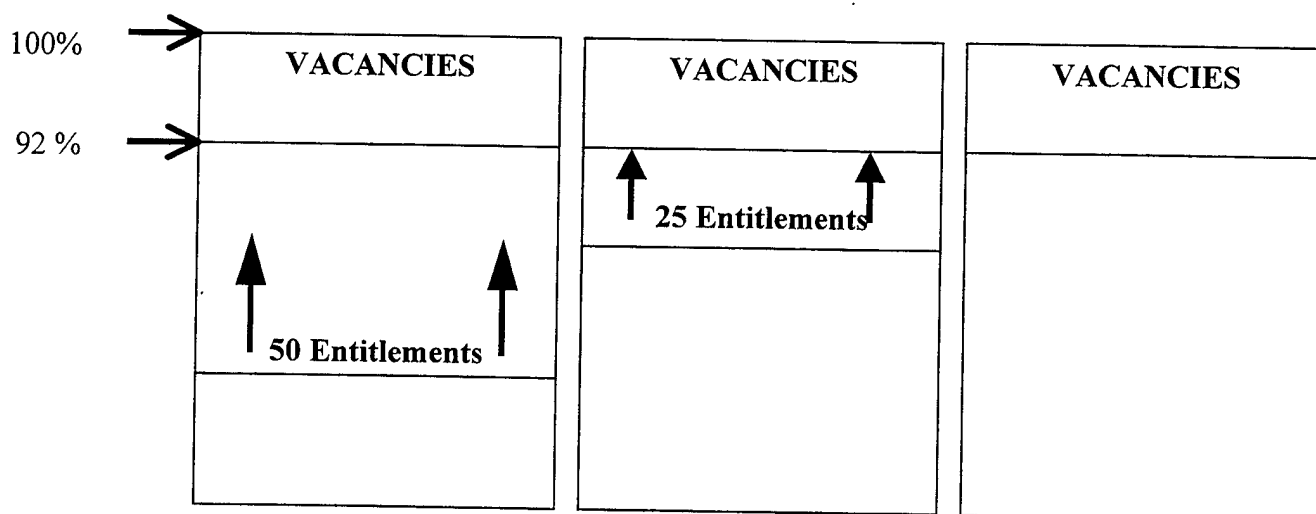 100%
VACANCIES
VACANCIES
VACANCIES
92 %
25 Entitlements
50 Entitlements